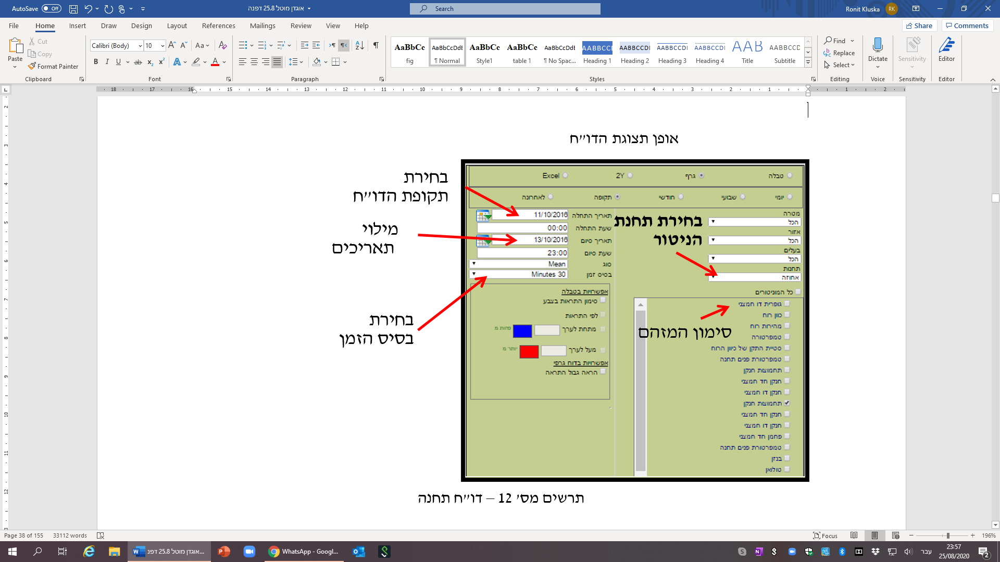 AutoSave Off
אוגדן מוטל 25.8 דפנה
Search
Ronit Kluska RK
File Home Insert Draw Design Layout References Mailings Review View Help
Share Comments
Paste
Cut
Copy
Format Painter
Clipboard
Calibri (Body) 10
Font
Paragraph
AaBbCc fig
AaBbCcDdE ¶ Normal
AaBbCc Style1
AaBbCc table 1
AaBbCcDdE ¶ No Spac...
AABBCCI Heading 1
AABBCCDI Heading 2
AABBCCDI Heading 3
AABBCCDI Heading 4
AAB Title
AABBCCD Subtitle
Styles
Find
Replace
Select
Editing
Dictate
Voice
Sensitivity
Sensitivity
Editor
Editor
18 17 16 15 14 13 12 11 10 9 8 7 6 5 4 3 2 1 1 2
אופן תצוגת הדו״ח
טבלה גרף 2Y Excel
יומי שבועי חודשי תקופה לאחרונה
בחירת
תקופת הדו״ח
מילוי
תאריכים
בחירת
בסיס הזמן
בחירת תחנת
הניטור
סימון המזהם
מטרה
הכל
אזור
הכל
בעלים
הכל
תחנות
אחוזה
כל המוניטורים
גופרית דו חמצני
כוון רוח
מהירות רוח
טמפרטורה
סטיית התקן של כיוון הרוח
טמפרטורת פנים תחנה
תחמוצות חנקן
חנקן חד חמצני
חנקן דו חמצני
תחמוצות חנקן
חנקן חד חמצני
חנקן דו חמצני
פחמן חד חמצני
טמפרטורת פנים תחנה
בנזן
טולואן
תאריך התחלה 11/10/2016
שעת התחלה 00:00
תאריך סיום 13/10/2016
שעת סיום 23:00
סוג Mean
בסיס זמן Minutes 30
אפשרויות בטבלה
סימון התראות בצבע
לפי התראות
מתחת לערך פחות מ
מעל לערך יותר מ
אפשרויות בדוח גרפי
הראה גבול התראה
תרשים מס׳ 12 – דו״ח תחנה
Page 38 of 155 33112 words
Focus 196%
אוגדן מוטל 25.8 דפנ...
WhatsApp - Googl...
עבר
23:57
25/08/2020
2